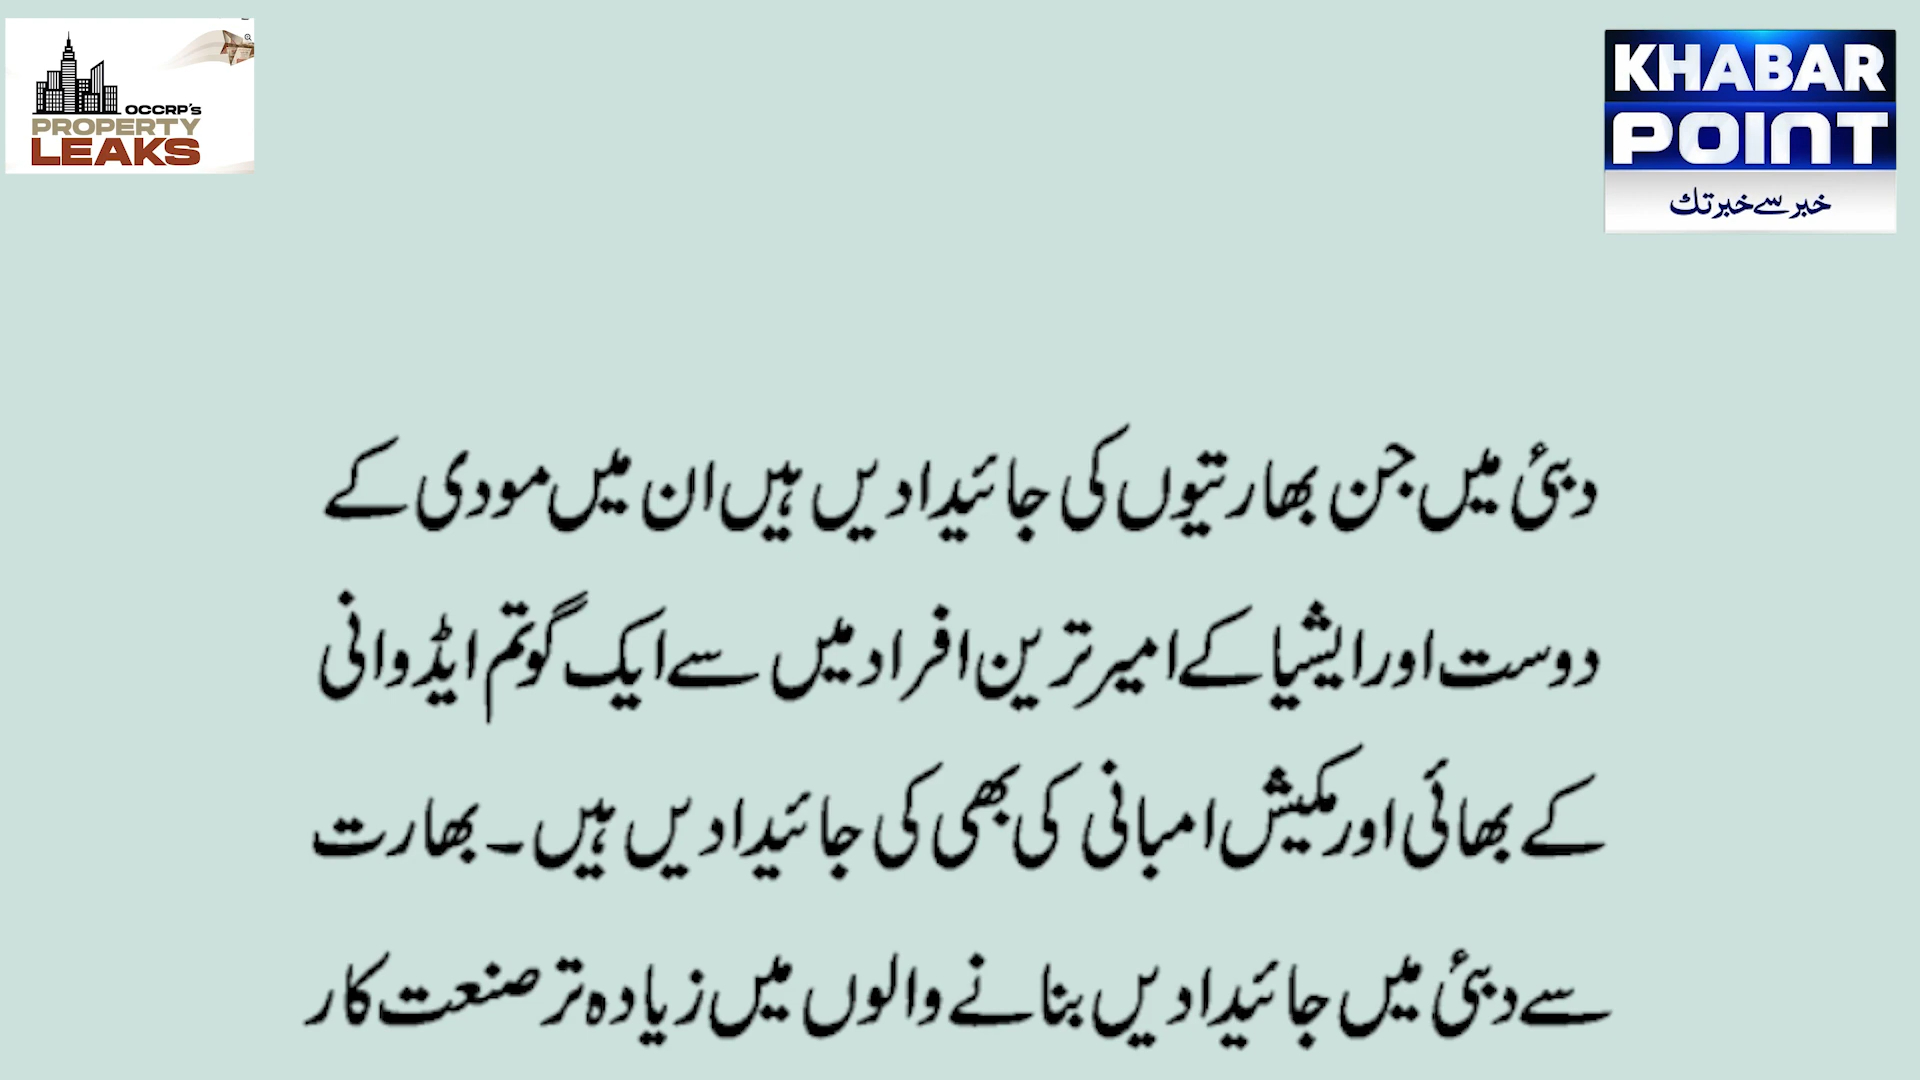 OCCRP's
PROPERTY
LEAKS
KHABAR
POINT
خبر سے خبر تک
دبئی میں جن بھارتیوں کی جائیدادیں ہیں ان میں مودی کے
دوست اور ایشیا کے امیر ترین افراد میں سے ایک گوتم ایڈوانی
کے بھائی اور مکیش امبانی کی بھی کی جائیدادیں ہیں۔ بھارت
سے دبئی میں جائیدادیں بنانے والوں میں زیادہ تر صنعت کار